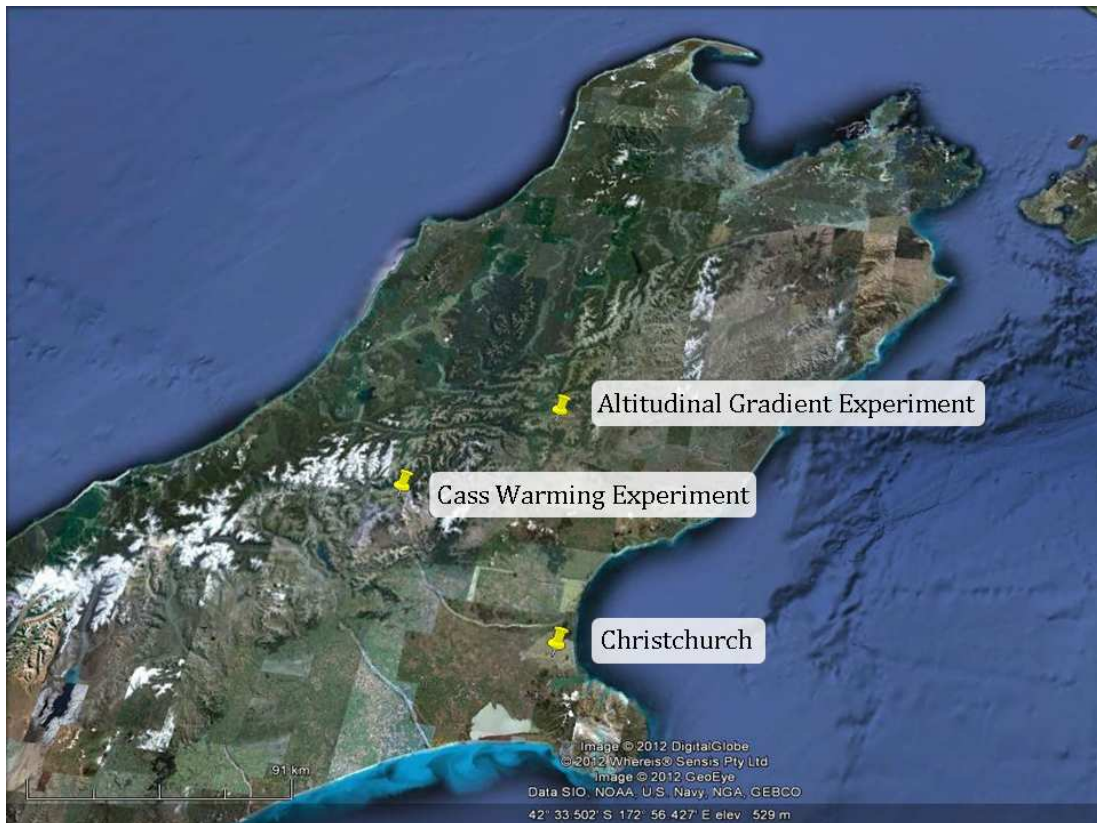 Altitudinal Gradient Experiment
Cass Warming Experiment
Christchurch
Image © 2012 DigitalGlobe
© 2012 Whereis® Sensis Pty Ltd
Image © 2012 GeoEye
Data SIO, NOAA, U.S. Navy, NGA, GEBCO
91 km
42° 33'502" S 172° 56'427" E elev 529 m